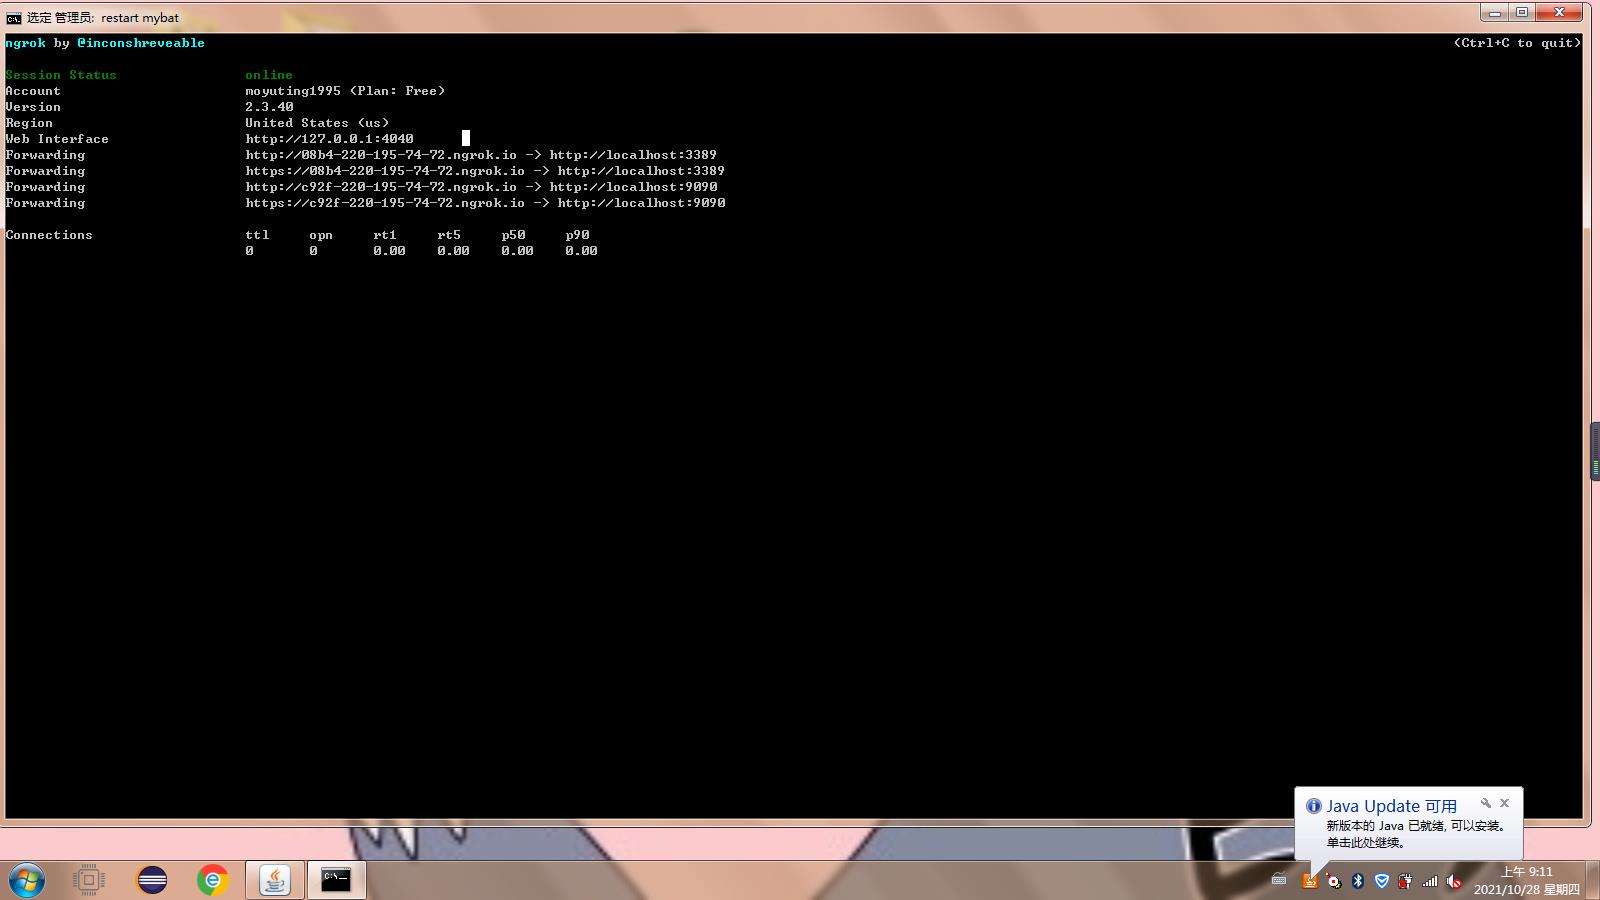 选定 管理员: restart mybat
ngrok by @inconshreveable (Ctrl+C to quit)
Session Status online
Account moyuting1995 (Plan: Free)
Version 2.3.40
Region United States (us)
Web Interface http://127.0.0.1:4040
Forwarding http://08b4-220-195-74-72.ngrok.io -> http://localhost:3389
Forwarding https://08b4-220-195-74-72.ngrok.io -> http://localhost:3389
Forwarding http://c92f-220-195-74-72.ngrok.io -> http://localhost:9090
Forwarding https://c92f-220-195-74-72.ngrok.io -> http://localhost:9090
Connections ttl opn rt1 rt5 p50 p90
0 0 0.00 0.00 0.00 0.00
Java Update 可用
新版本的 Java 已就绪, 可以安装。
单击此处继续。
上午 9:11
2021/10/28 星期四